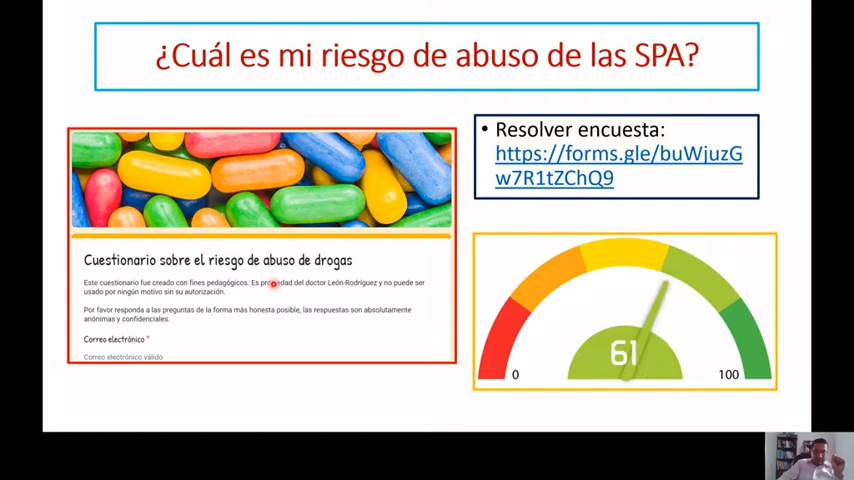 ¿Cuál es mi riesgo de abuso de las SPA?
• Resolver encuesta:
https://forms.gle/buWjuzG
w7R1tZChQ9
Cuestionario sobre el riesgo de abuso de drogas
Este cuestionario fue creado con fines pedagógicos. Es propiedad del doctor León-Rodríguez y no puede ser
usado por ningún motivo sin su autorización.
Por favor responda a las preguntas de la forma más honesta posible, las respuestas son absolutamente
anónimas y confidenciales.
Correo electrónico *
Correo electrónico válido
61
0
100